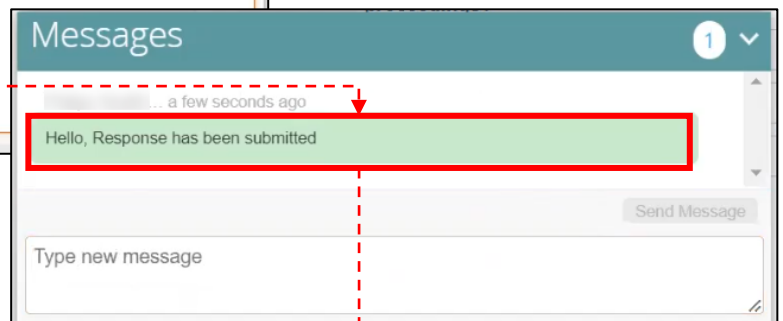 Messages
1
... a few seconds ago
Hello, Response has been submitted
Send Message
Type new message